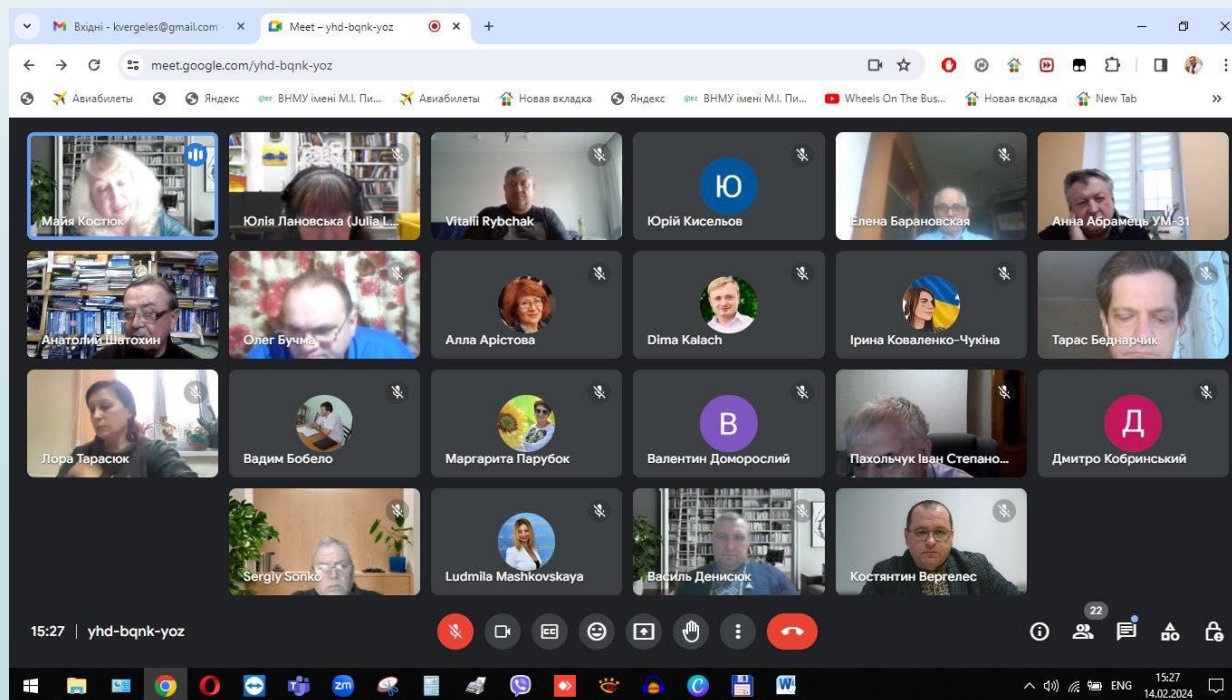 Вхідні - kvergeles@gmail.com -
Meet – yhd-bqnk-yoz
meet.google.com/yhd-bqnk-yoz
Авиабилеты
Яндекс
ВНМУ імені М.І. Пи...
Авиабилеты
Новая вкладка
Яндекс
ВНМУ імені М.І. Пи...
Wheels On The Bus...
Новая вкладка
New Tab
Майя Костюк
Юлія Лановська (Julia L...
Vitalii Rybchak
Ю
Юрій Кисельов
Елена Барановская
Анна Абрамець УМ-31
Анатолий Шатохин
Олег Бучма
Алла Арістова
Dima Kalach
Ірина Коваленко-Чукіна
Тарас Беднарчик
Лора Тарасюк
Вадим Бобело
Маргарита Парубок
В
Валентин Доморослий
Пахольчук Іван Степано...
Д
Дмитро Кобринський
Sergiy Sonko
Ludmila Mashkovskaya
Василь Денисюк
Костянтин Вергелес
15:27 | yhd-bqnk-yoz
CC
22
zm
W
ENG
15:27
14.02.2024